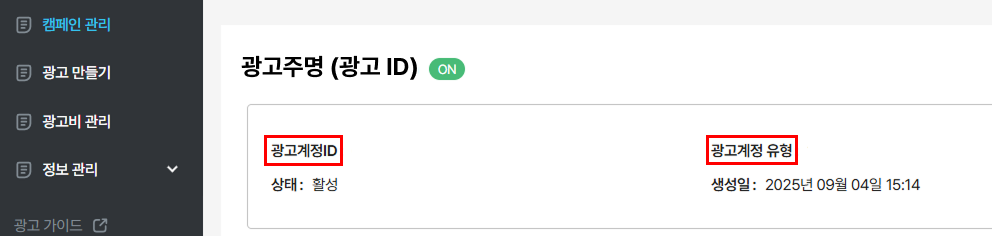 캠페인 관리
광고 만들기
광고비 관리
정보 관리
광고 가이드
광고주명 (광고 ID) ON
광고계정ID
상태 : 활성
광고계정 유형
생성일 : 2025년 09월 04일 15:14